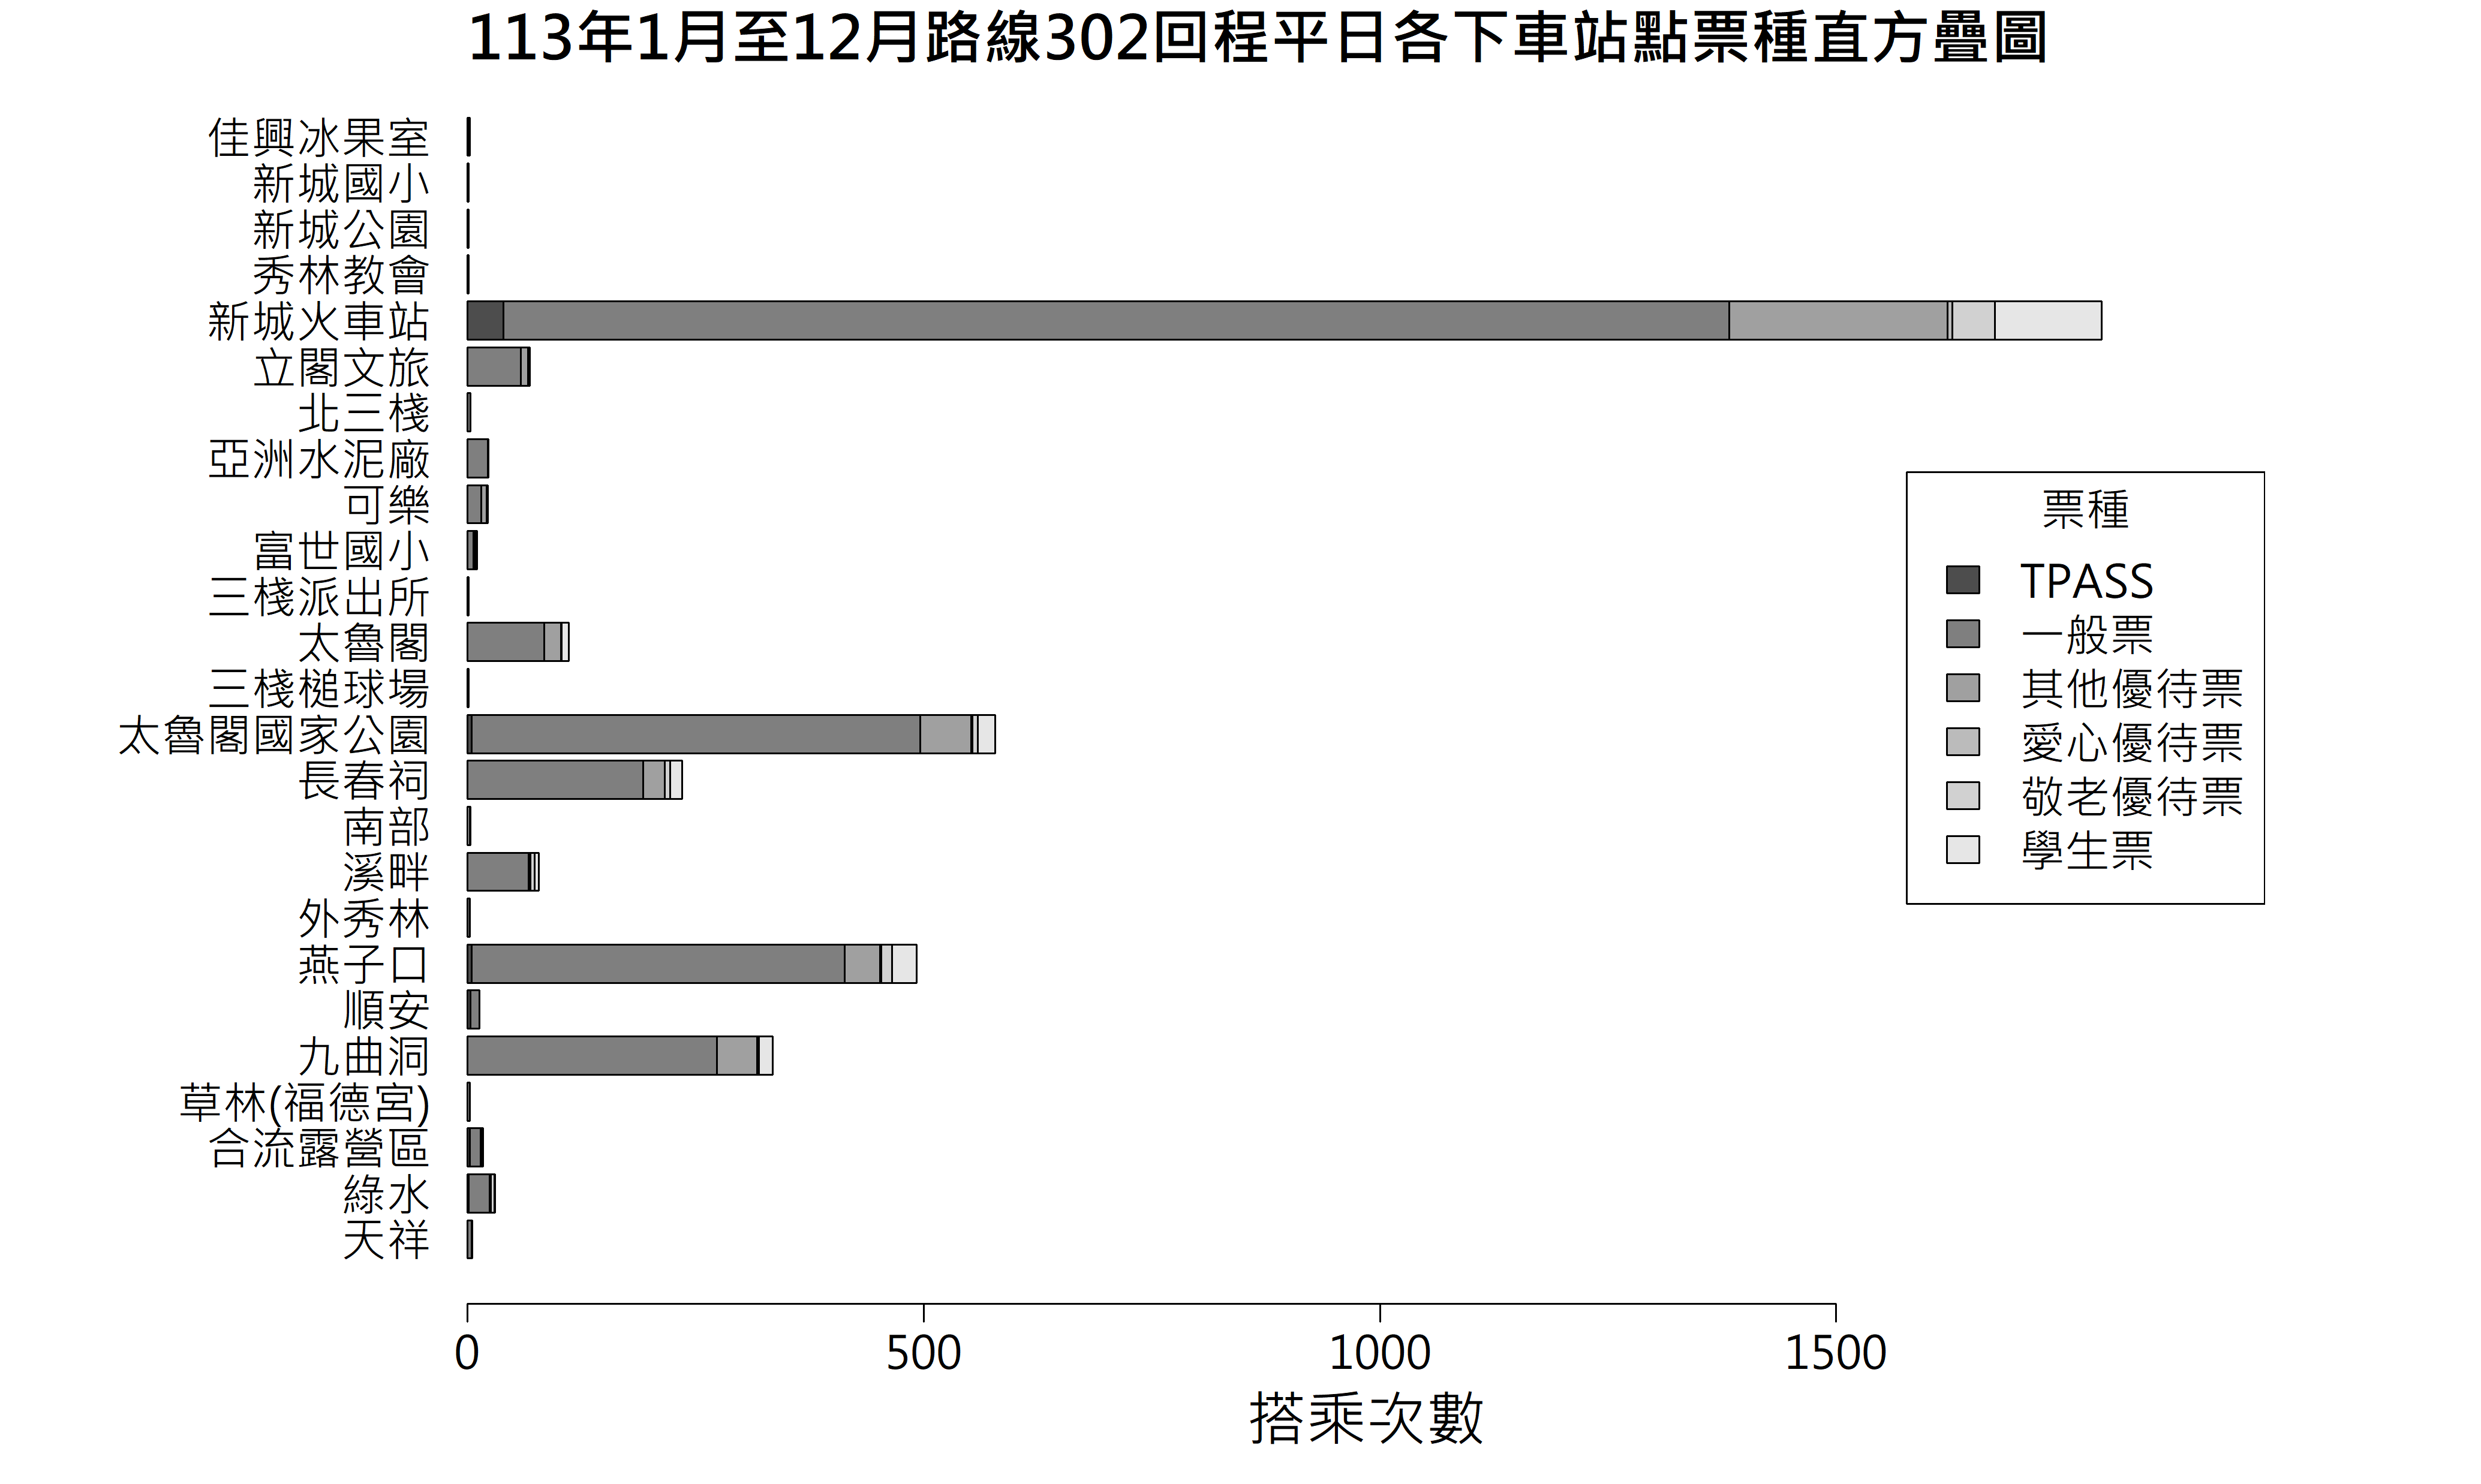 113年1月至12月路線302回程平日各下車站點票種直方疊圖
佳興冰果室
新城國小
新城公園
秀林教會
新城火車站
立閣文旅
北三棧
亞洲水泥廠
可樂
富世國小
三棧派出所
太魯閣
三棧槌球場
太魯閣國家公園
長春祠
南部
溪畔
外秀林
燕子口
順安
九曲洞
草林(福德宮)
合流露營區
綠水
天祥
票種
TPASS
一般票
其他優待票
愛心優待票
敬老優待票
學生票
0 500 1000 1500
搭乘次數